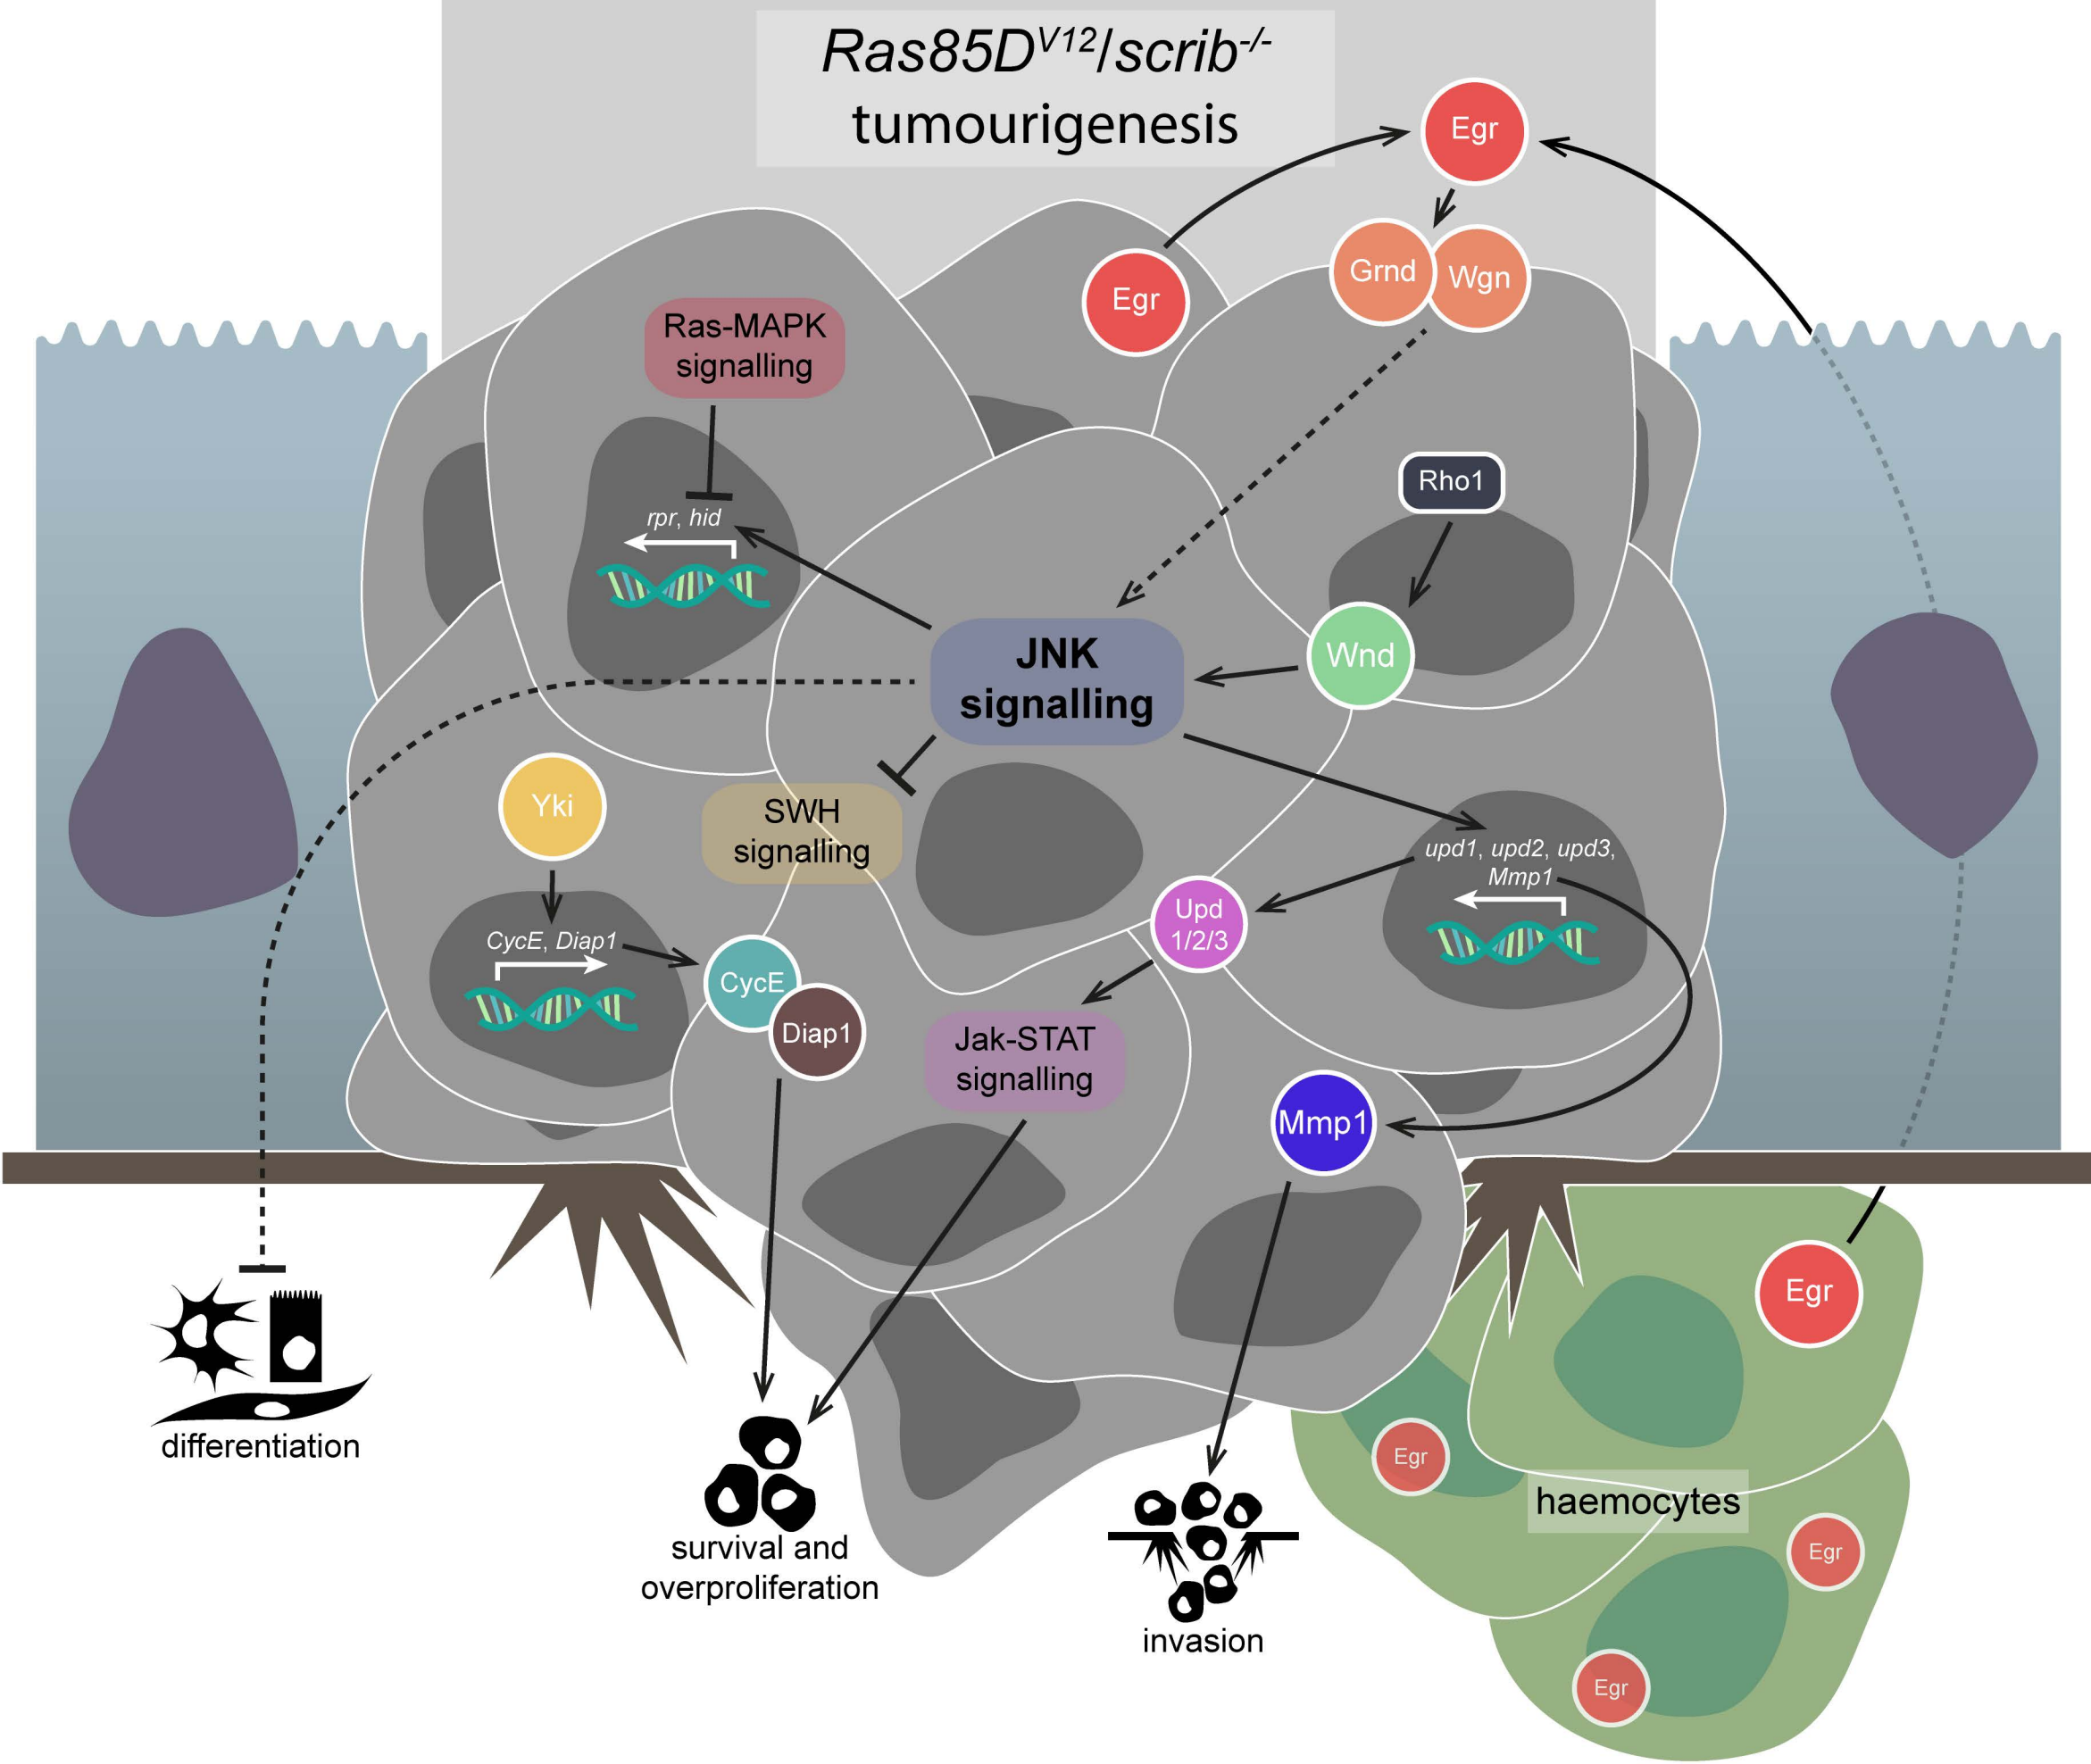 Ras85DV12/scrib-/-
tumourigenesis
Egr
Grnd
Wgn
Egr
Ras-MAPK
signalling
Rho1
rpr, hid
JNK
signalling
Wnd
Yki
SWH
signalling
upd1, upd2, upd3,
Mmp1
Upd
1/2/3
CycE, Diap1
CycE
Diap1
Jak-STAT
signalling
Mmp1
Egr
differentiation
Egr
haemocytes
survival and
overproliferation
Egr
invasion
Egr